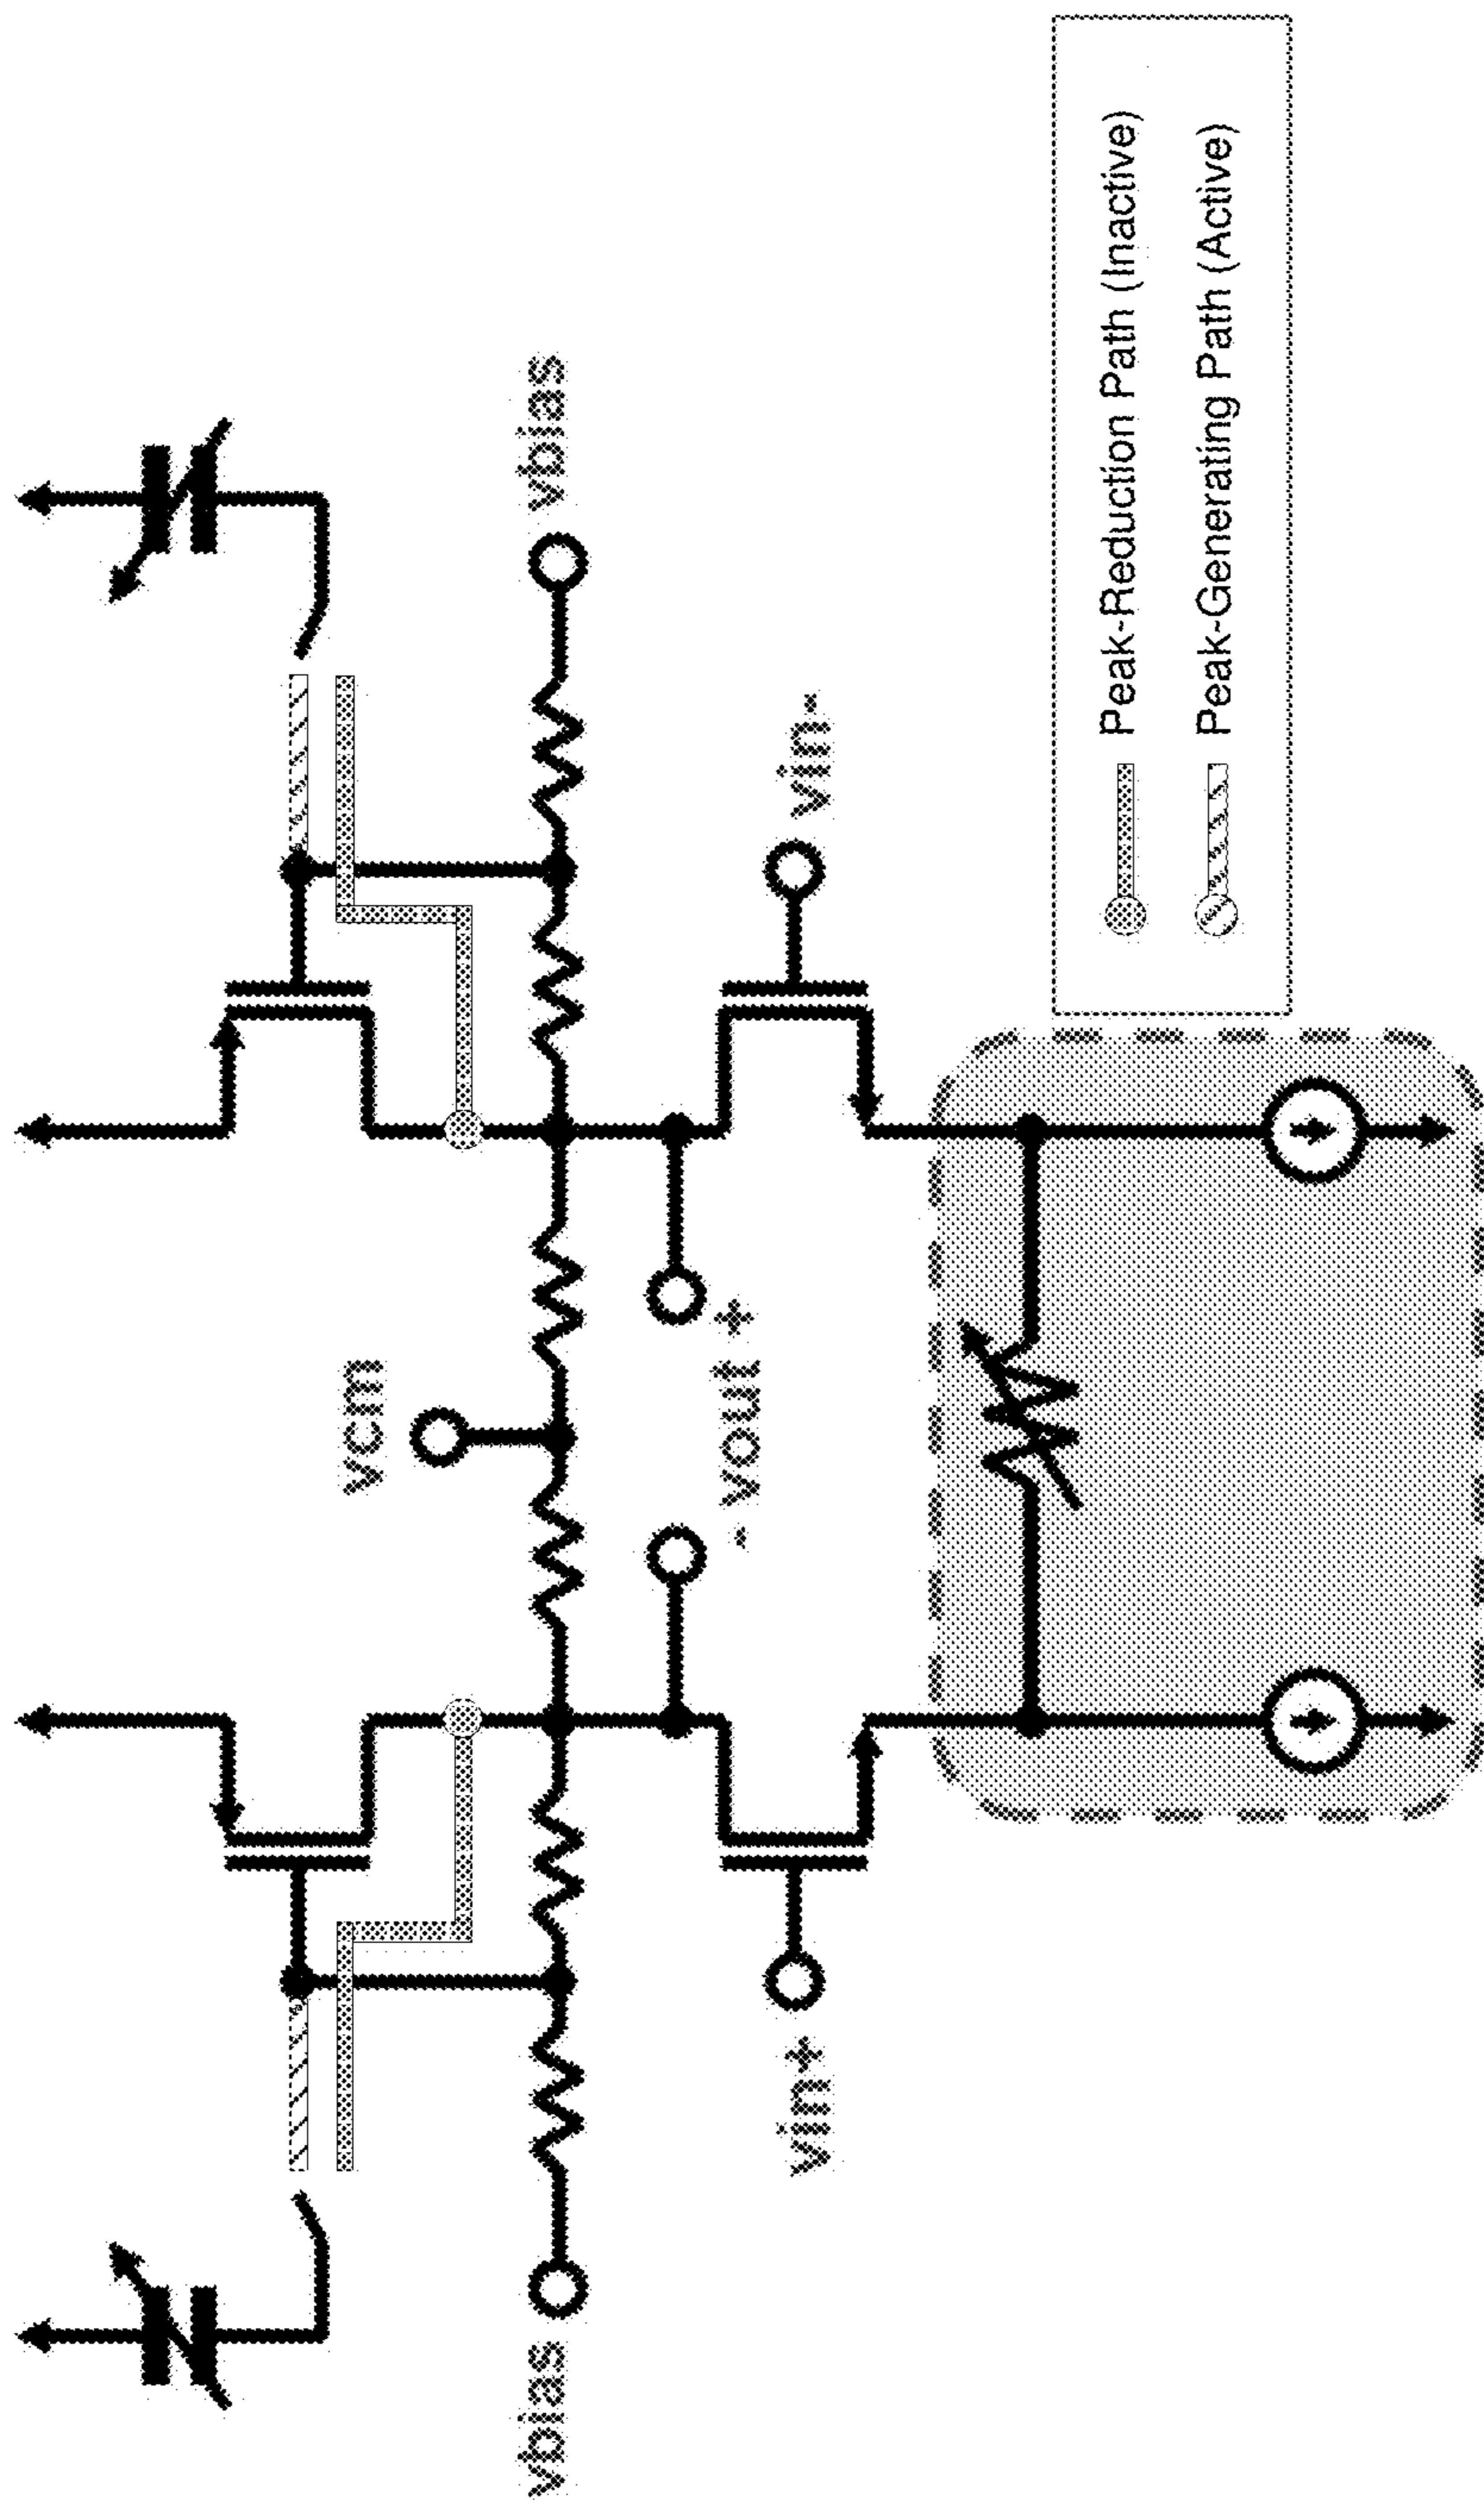 vbias
vbias
vcm
- vout +
vin+
vin-
Peak-Reduction Path (Inactive)
Peak-Generating Path (Active)